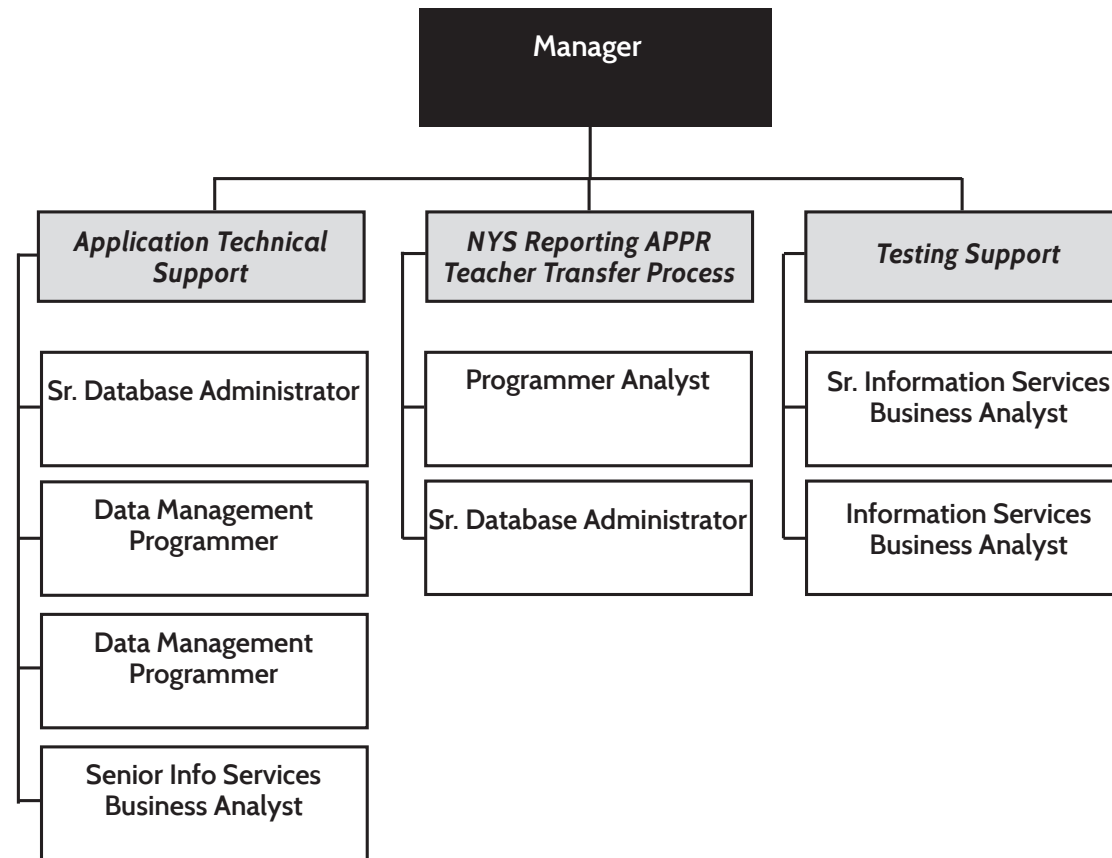 Manager
Application Technical
Support
NYS Reporting APPR
Teacher Transfer Process
Testing Support
Sr. Database Administrator
Data Management
Programmer
Data Management
Programmer
Senior Info Services
Business Analyst
Programmer Analyst
Sr. Database Administrator
Sr. Information Services
Business Analyst
Information Services
Business Analyst